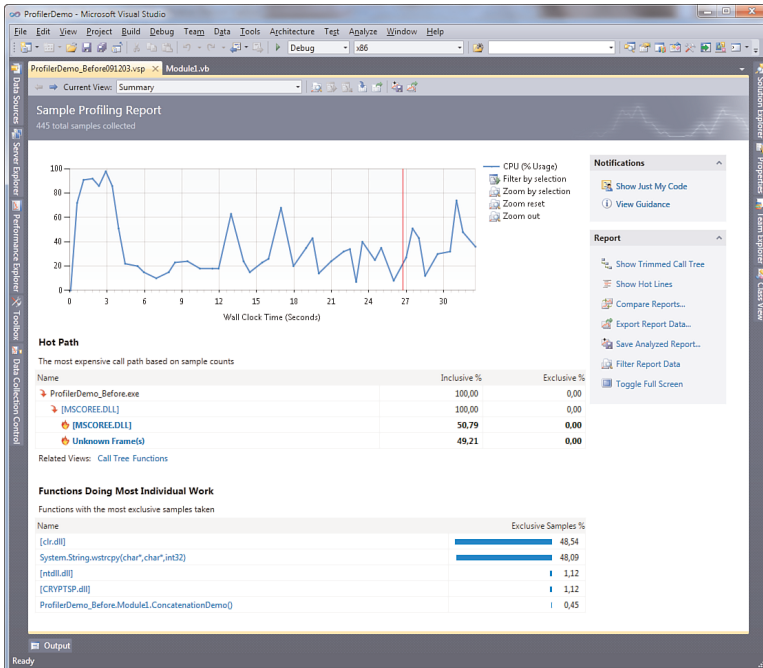 ProfilerDemo - Microsoft Visual Studio
File Edit View Project Build Debug Team Data Tools Architecture Test Analyze Window Help
Debug x86
ProfilerDemo_Before091203.vsp Module1.vb
Current View: Summary
Sample Profiling Report
445 total samples collected
Data Sources
Server Explorer
Performance Explorer
Toolbox
Data Collection Control
Solution Explorer
Properties
Team Explorer
Class View
100
80
60
40
20
0
0 3 6 9 12 15 18 21 24 27 30
Wall Clock Time (Seconds)
CPU (% Usage)
Filter by selection
Zoom by selection
Zoom reset
Zoom out
Notifications
Show Just My Code
View Guidance
Report
Show Trimmed Call Tree
Show Hot Lines
Compare Reports...
Export Report Data...
Save Analyzed Report...
Filter Report Data
Toggle Full Screen
Hot Path
The most expensive call path based on sample counts
Name Inclusive % Exclusive %
ProfilerDemo_Before.exe 100,00 0,00
[MSCOREE.DLL] 100,00 0,00
[MSCOREE.DLL] 50,79 0,00
Unknown Frame(s) 49,21 0,00
Related Views: Call Tree Functions
Functions Doing Most Individual Work
Functions with the most exclusive samples taken
Name Exclusive Samples %
[clr.dll] 48,54
System.String.wstrcpy(char*,char*,int32) 48,09
[ntdll.dll] 1,12
[CRYPTSP.dll] 1,12
ProfilerDemo_Before.Module1.ConcatenationDemo() 0,45
Output
Ready